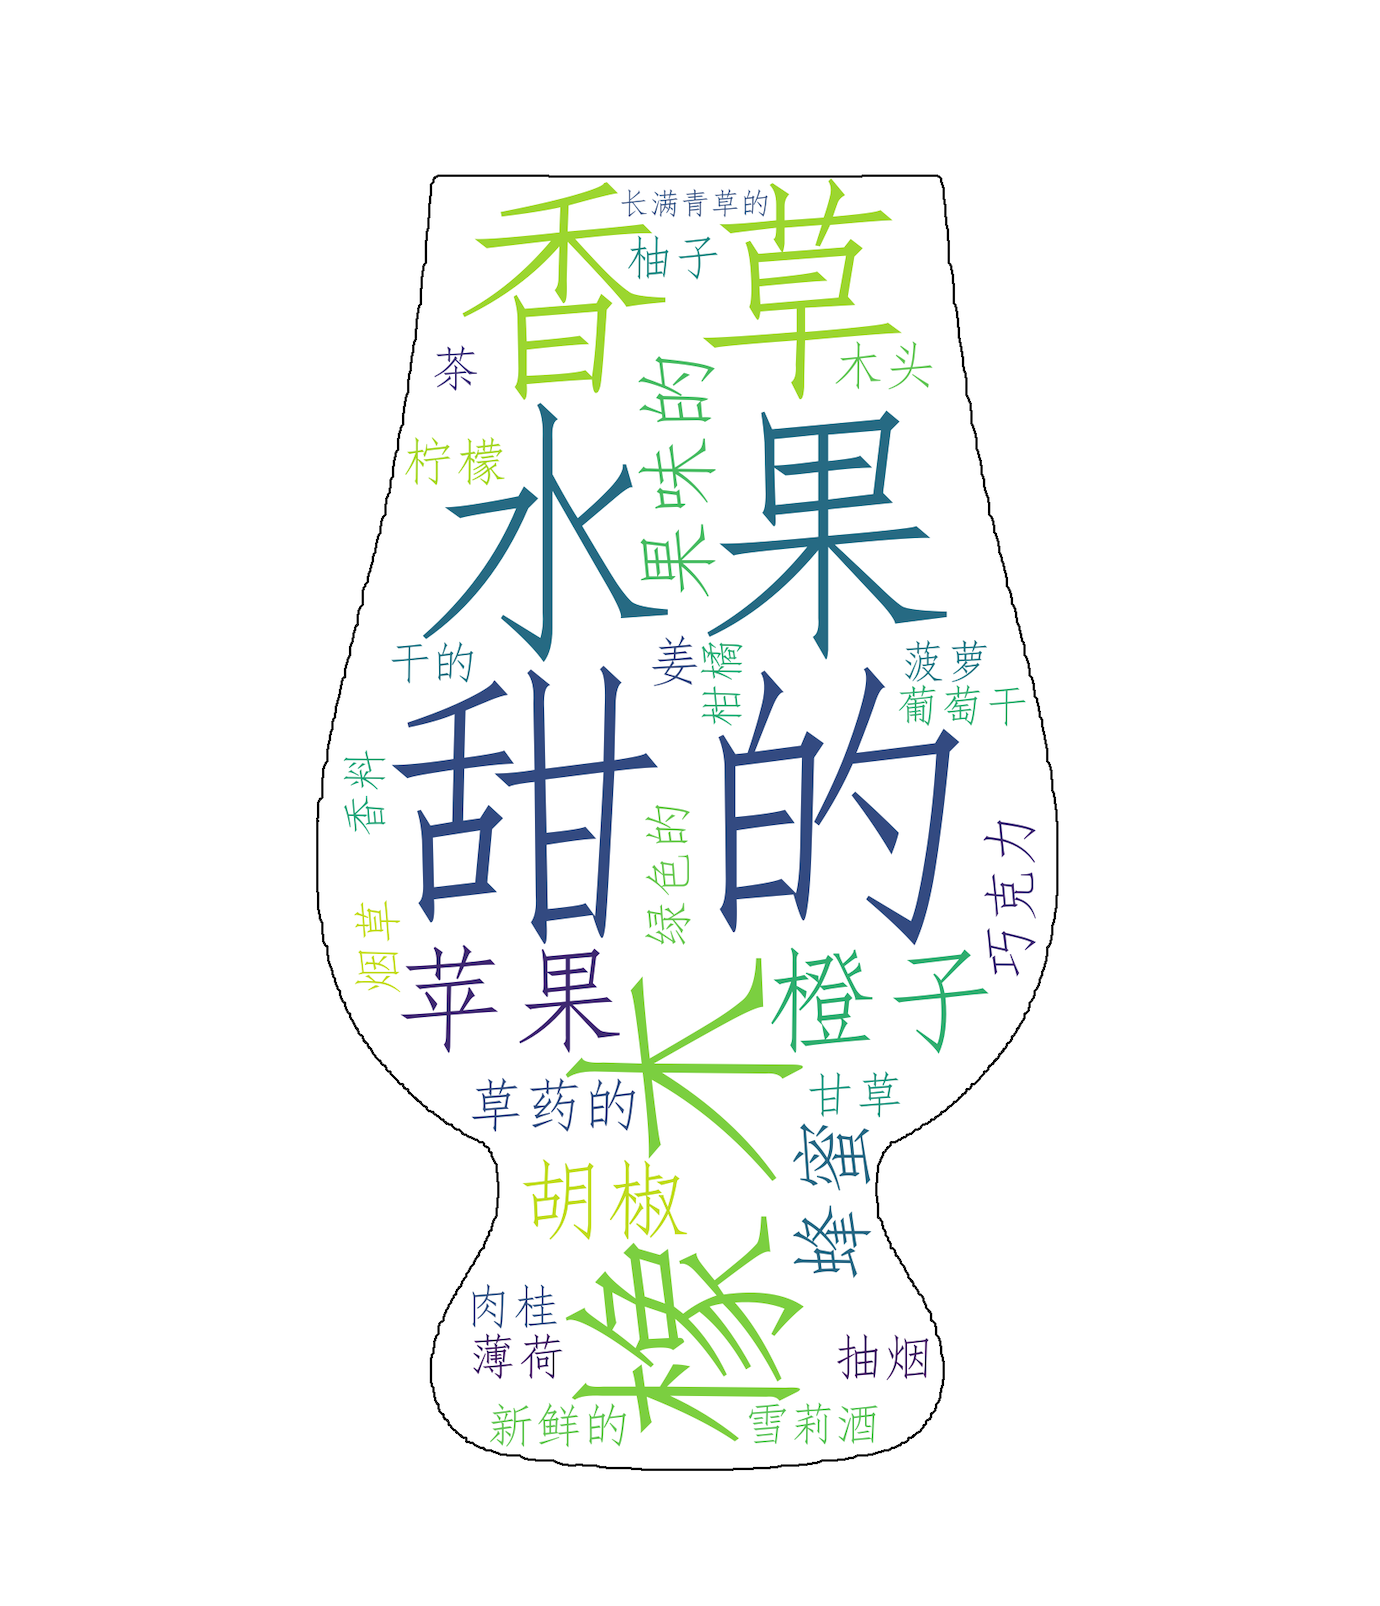 长满青草的
香草
柚子
茶
木头
果味的
柠檬
水果
干的
姜
柑橘
菠萝
葡萄干
甜的
香料
绿色的
巧克力
烟草
苹果
橙子
橡木
草药的
甘草
蜂蜜
胡椒
肉桂
薄荷
抽烟
新鲜的
雪莉酒